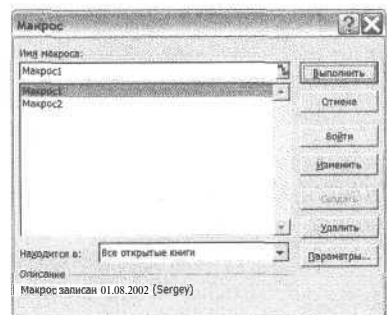 Макрос
Имя макроса:
Макрос1
Выполнить
Макрос1
Макрос2
Отмена
Войти
Изменить
Создать
Удалить
Находится в:
Все открытые книги
Параметры...
Описание
Макрос записан 01.08.2002 (Sergey)